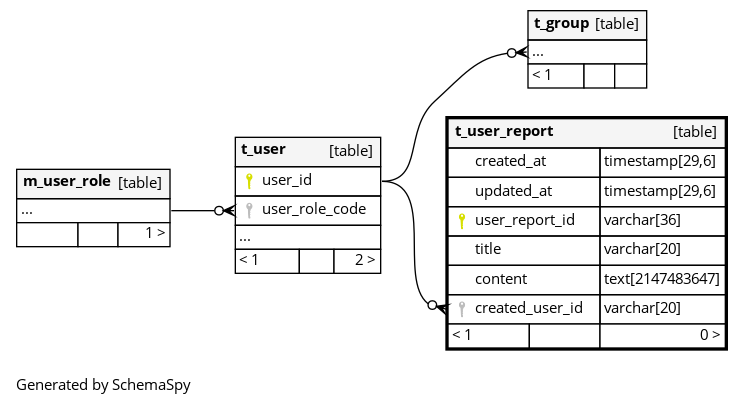 t_group [table]
...
< 1
t_user_report [table]
created_at timestamp[29,6]
updated_at timestamp[29,6]
user_report_id varchar[36]
title varchar[20]
content text[2147483647]
created_user_id varchar[20]
< 1 0 >
t_user [table]
user_id
user_role_code
...
< 1 2 >
m_user_role [table]
...
1 >
Generated by SchemaSpy